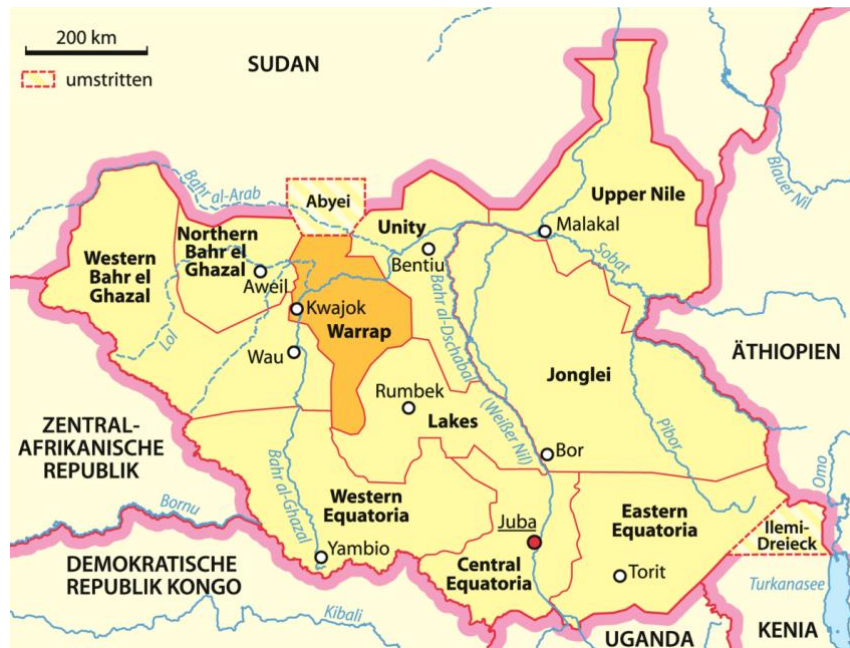 200 km
umstritten
SUDAN
Bahr al-Arab
Abyei
Upper Nile
Blauer Nil
Western
Bahr el
Ghazal
Northern
Bahr el
Ghazal
Aweil
Unity
Bentiu
Malakal
Sobat
Lol
Kwajok
Warrap
Wau
Bahr al-Dschabal
(Weißer Nil)
Jonglei
ÄTHIOPIEN
Rumbek
Lakes
ZENTRAL-
AFRIKANISCHE
REPUBLIK
Bor
Pibor
Omo
Bahr al-Ghazal
Western
Equatoria
Bornu
Yambio
Juba
Central
Equatoria
Eastern
Equatoria
Torit
Ilemi-
Dreieck
DEMOKRATISCHE
REPUBLIK KONGO
Kibali
Turkanasee
UGANDA
KENIA